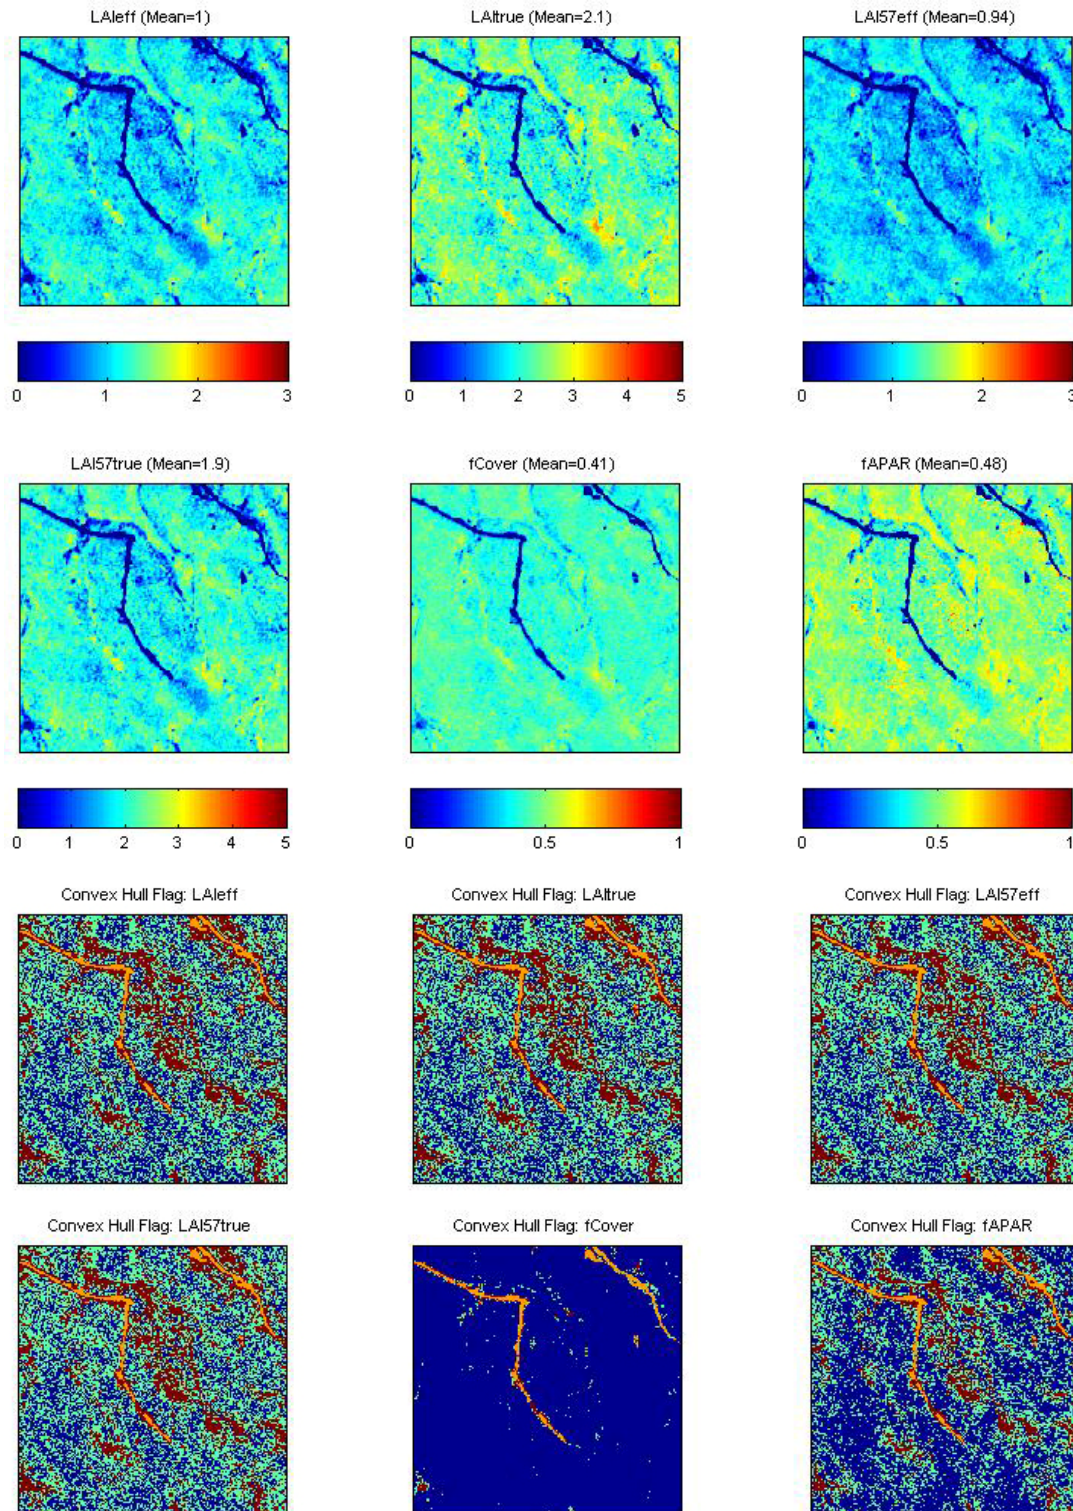 LAIeff (Mean=1)
LAItrue (Mean=2.1)
LAI57eff (Mean=0.94)
0 1 2 3
0 1 2 3 4 5
0 1 2 3
LAI57true (Mean=1.9)
fCover (Mean=0.41)
fAPAR (Mean=0.48)
0 1 2 3 4 5
0 0.5 1
0 0.5 1
Convex Hull Flag: LAIeff
Convex Hull Flag: LAItrue
Convex Hull Flag: LAI57eff
Convex Hull Flag: LAI57true
Convex Hull Flag: fCover
Convex Hull Flag: fAPAR